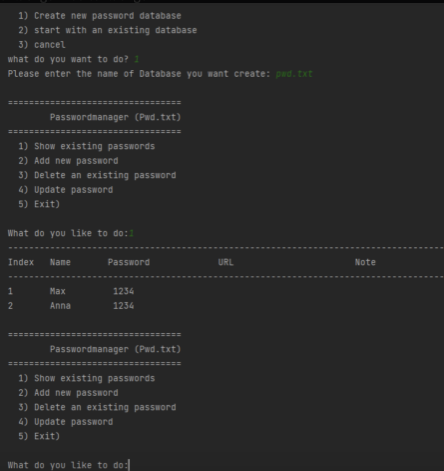 1) Create new password database
2) start with an existing database
3) cancel
what do you want to do? 1
Please enter the name of Database you want create: pwd.txt
=================================
Passwordmanager (Pwd.txt)
=================================
1) Show existing passwords
2) Add new password
3) Delete an existing password
4) Update password
5) Exit)
What do you like to do:1
--------------------------------------------------------------------------------
Index Name Password URL Note
--------------------------------------------------------------------------------
1 Max 1234
2 Anna 1234
=================================
Passwordmanager (Pwd.txt)
=================================
1) Show existing passwords
2) Add new password
3) Delete an existing password
4) Update password
5) Exit)
What do you like to do: